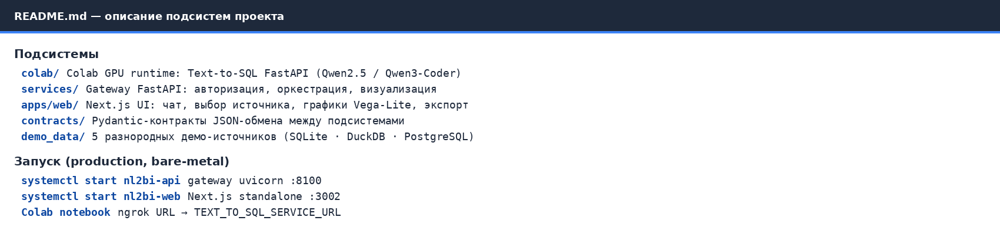 README.md — описание подсистем проекта
Подсистемы
colab/ Colab GPU runtime: Text-to-SQL FastAPI (Qwen2.5 / Qwen3-Coder)
services/ Gateway FastAPI: авторизация, оркестрация, визуализация
apps/web/ Next.js UI: чат, выбор источника, графики Vega-Lite, экспорт
contracts/ Pydantic-контракты JSON-обмена между подсистемами
demo_data/ 5 разнородных демо-источников (SQLite · DuckDB · PostgreSQL)
Запуск (production, bare-metal)
systemctl start nl2bi-api gateway uvicorn :8100
systemctl start nl2bi-web Next.js standalone :3002
Colab notebook ngrok URL → TEXT_TO_SQL_SERVICE_URL